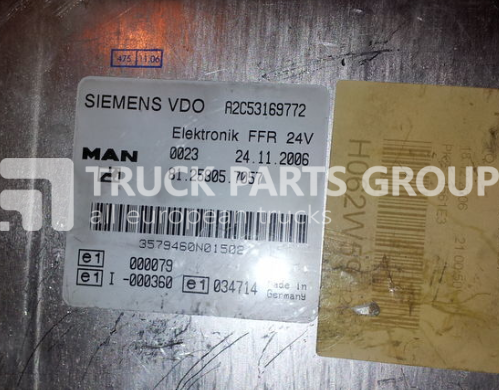 475 11.06
SIEMENS VDO A2C53169772
Elektronik FFR 24V
MAN 0023 24.11.2006
81.25805.7057
TRUCK PARTS GROUP
all european trucks
3579460N01502
e1 000079
e1 I -000360 e1 034714
Made in
Germany
H062W59